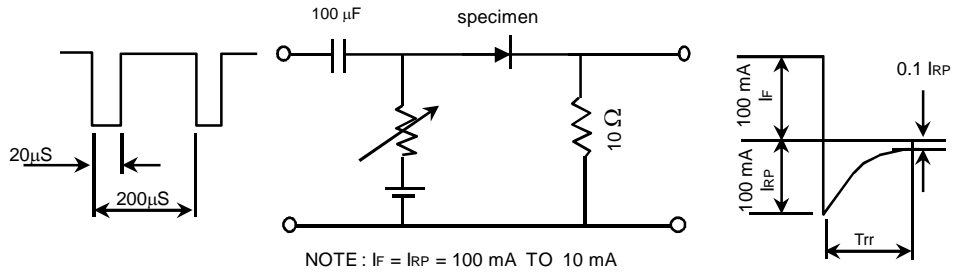 100 µF
specimen
20µS
200µS
10 Ω
100 mA
IF
100 mA
IRP
0.1 IRP
Trr
NOTE : IF = IRP = 100 mA TO 10 mA